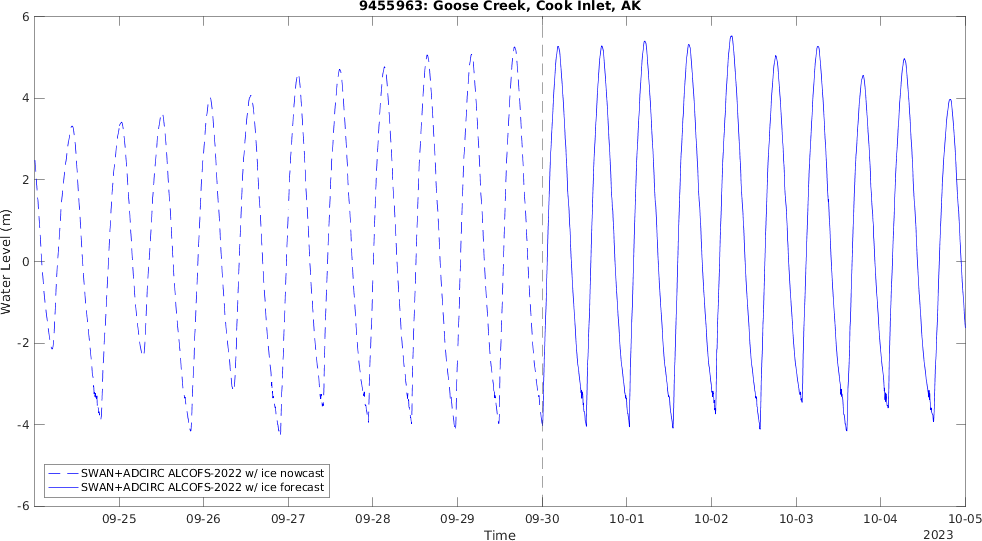 9455963: Goose Creek, Cook Inlet, AK
6
4
2
0
-2
-4
-6
Water Level (m)
SWAN+ADCIRC ALCOFS-2022 w/ ice nowcast
SWAN+ADCIRC ALCOFS-2022 w/ ice forecast
09-25 09-26 09-27 09-28 09-29 09-30 10-01 10-02 10-03 10-04 10-05
Time
2023